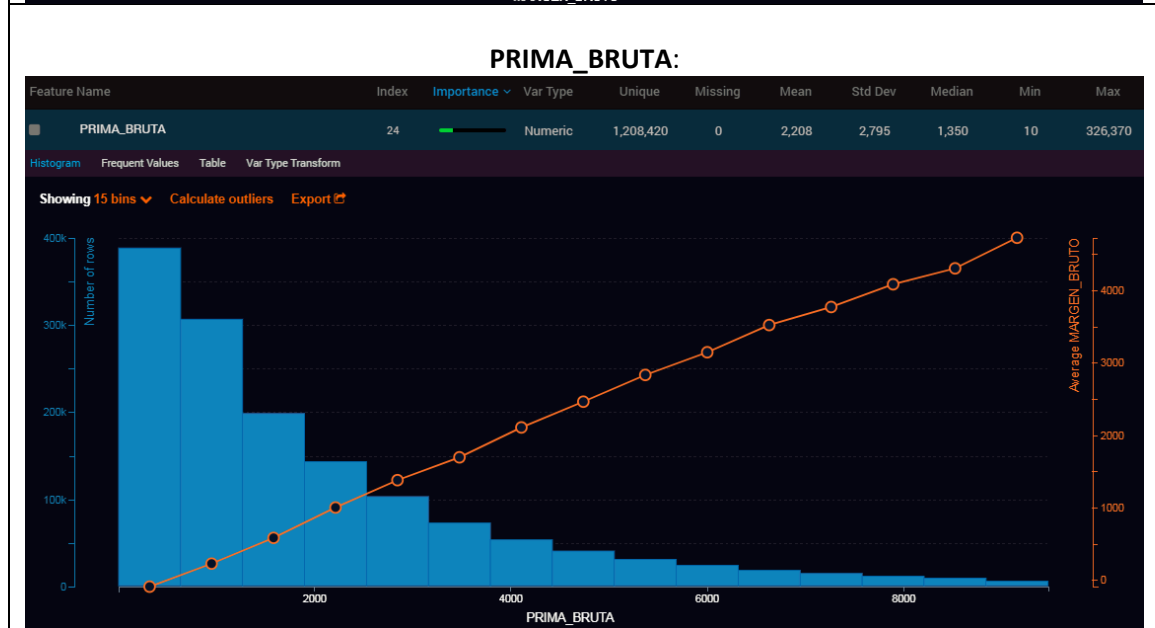 PRIMA_BRUTA:
Feature Name Index Importance Var Type Unique Missing Mean Std Dev Median Min Max
PRIMA_BRUTA 24 Numeric 1,208,420 0 2,208 2,795 1,350 10 326,370
Histogram Frequent Values Table Var Type Transform
Showing 15 bins Calculate outliers Export
400k
300k
200k
100k
0
Number of rows
4000
3000
2000
1000
0
Average MARGEN_BRUTO
2000 4000 6000 8000
PRIMA_BRUTA